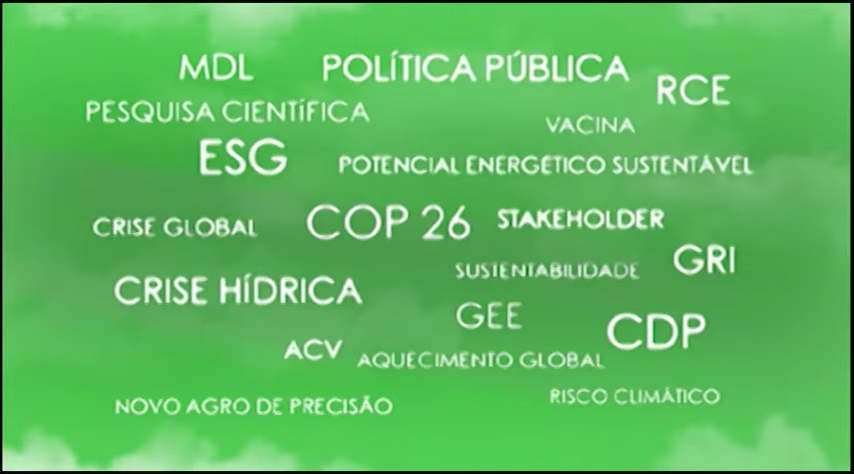 MDL
POLÍTICA PÚBLICA
RCE
PESQUISA CIENTÍFICA
VACINA
ESG
POTENCIAL ENERGÉTICO SUSTENTÁVEL
CRISE GLOBAL
COP 26
STAKEHOLDER
GRI
SUSTENTABILIDADE
CRISE HÍDRICA
GEE
CDP
ACV
AQUECIMENTO GLOBAL
RISCO CLIMÁTICO
NOVO AGRO DE PRECISÃO